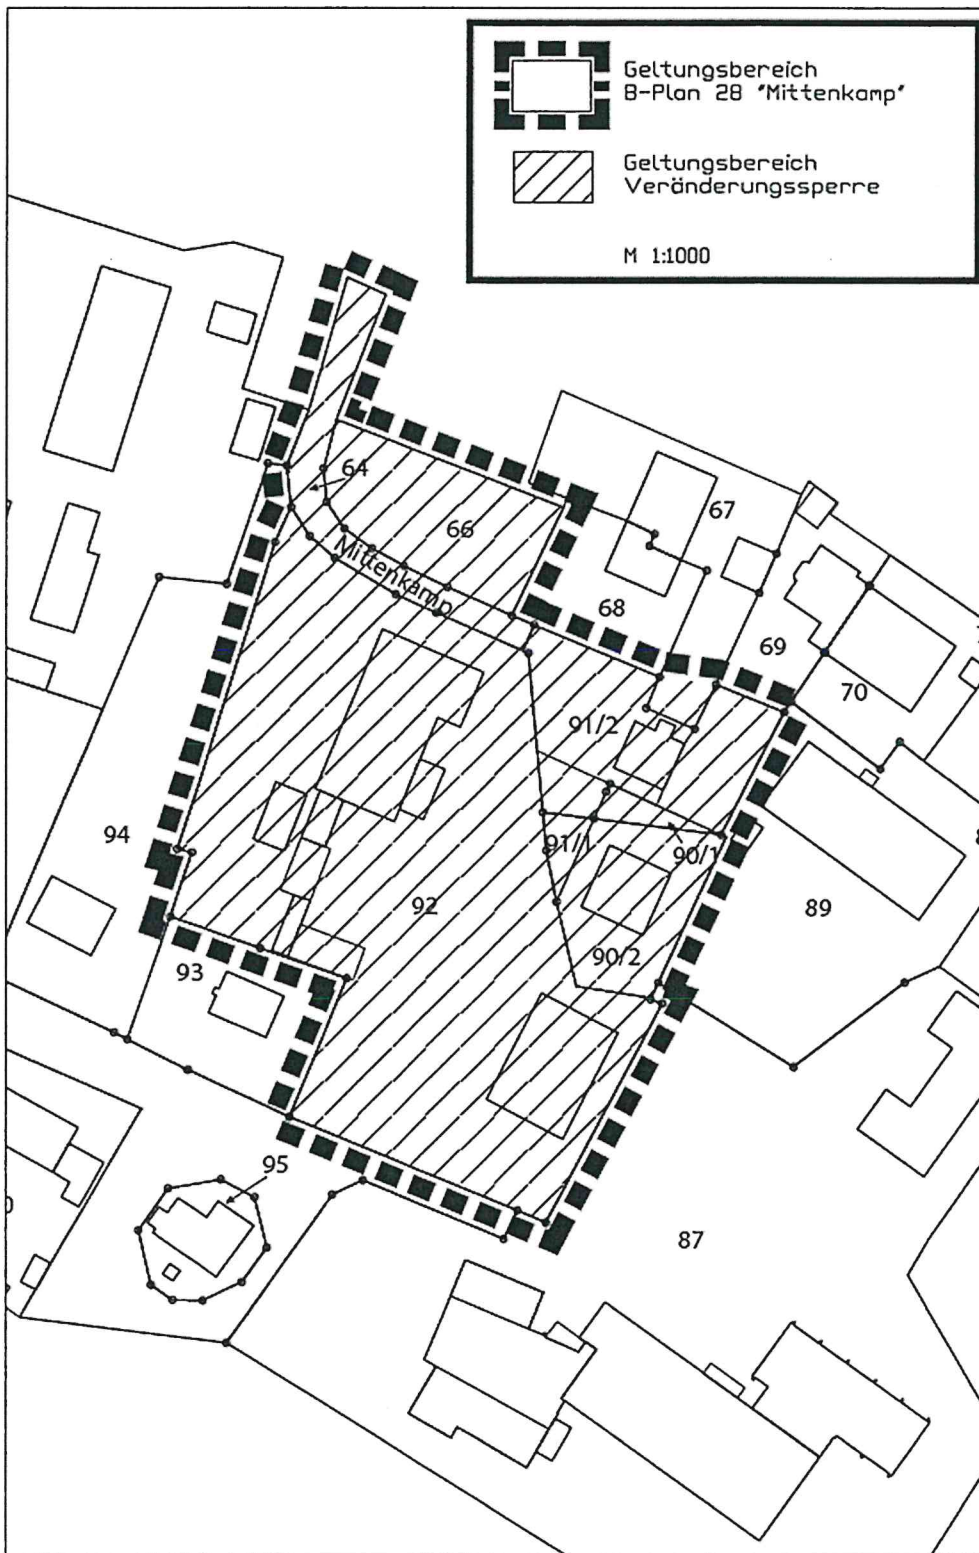 Geltungsbereich
B-Plan 28 "Mittenkamp"
Geltungsbereich
Veränderungssperre
M 1:1000
64
66
67
Mittenkamp
68
69
70
91/2
94
91/1
90/1
92
89
93
90/2
95
87